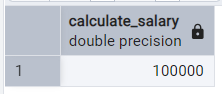 calculate_salary
double precision
1 100000